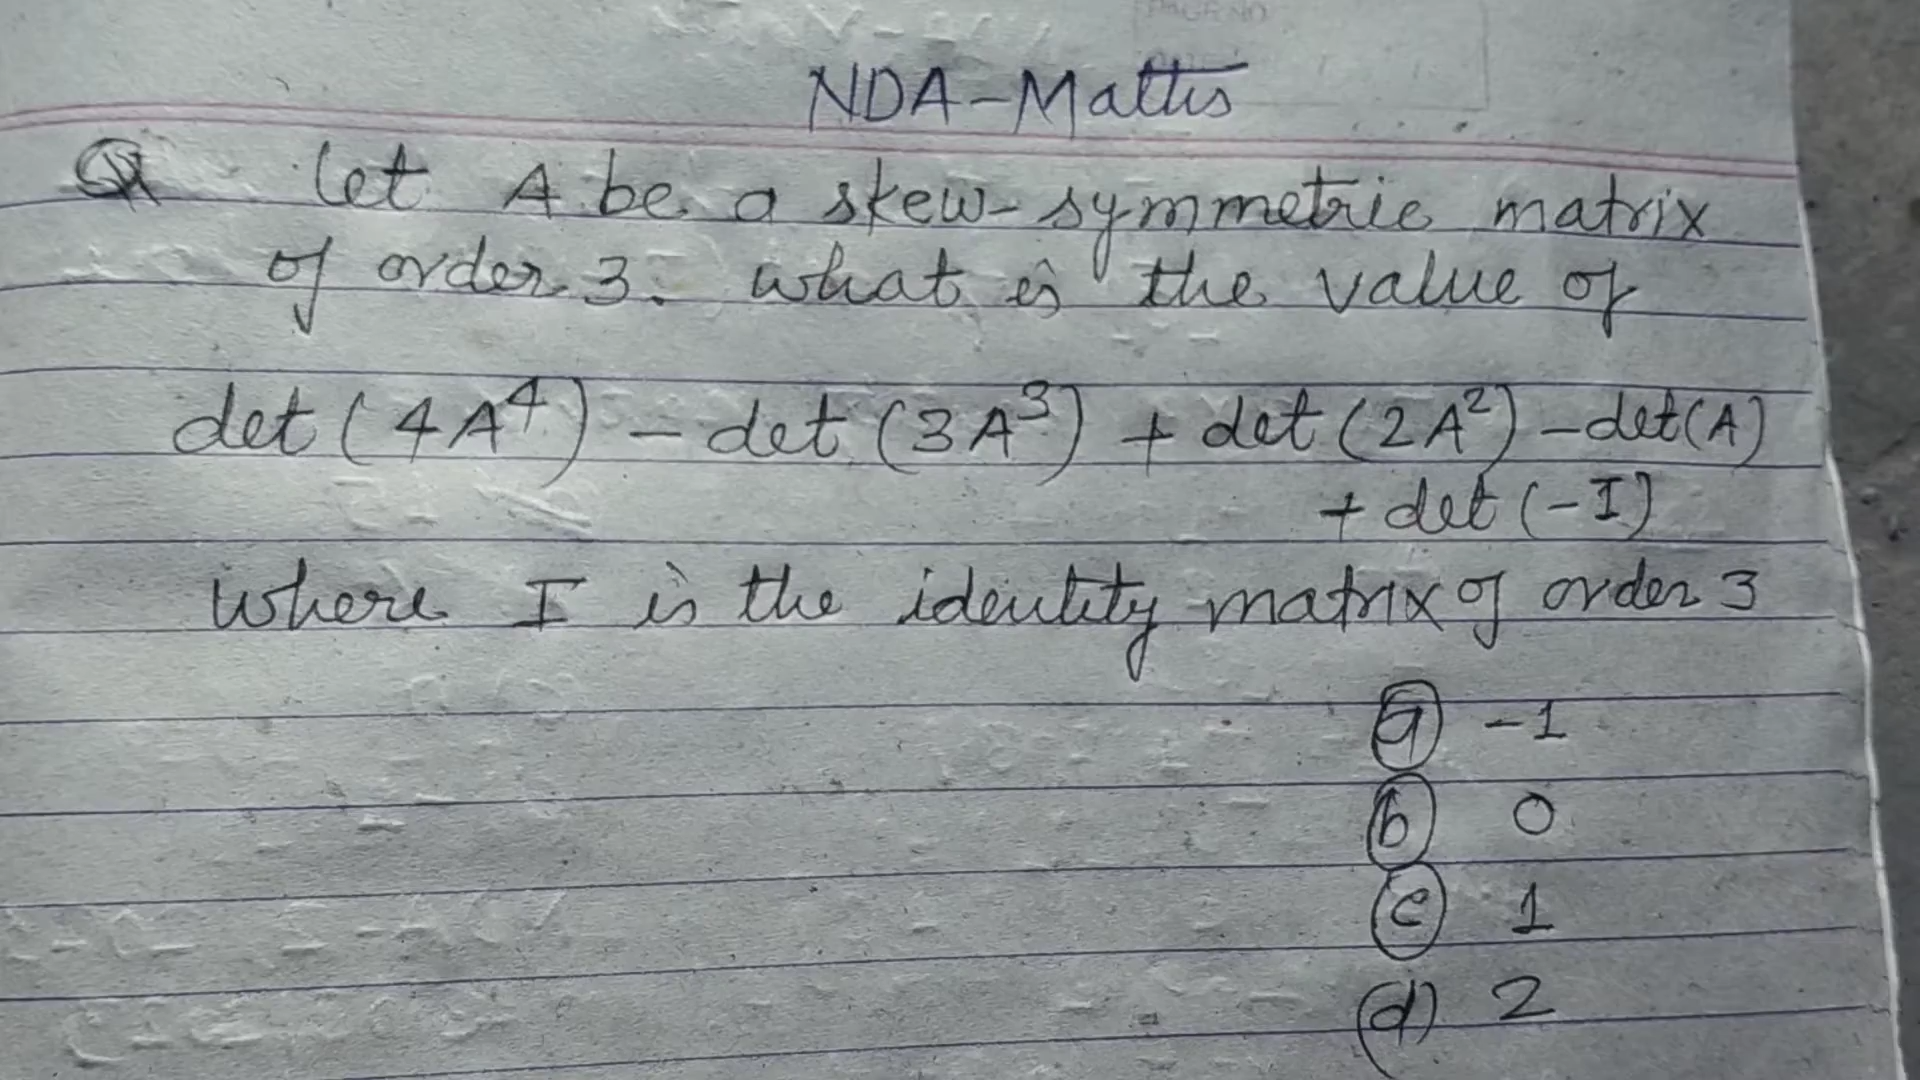 NDA-Maths
Q Let A be a skew-symmetric matrix
of order 3. what is the value of
det (4A⁴) - det (3A³) + det (2A²) - det(A)
+ det (-I)
where I is the identity matrix of order 3
(a) -1
(b) 0
(c) 1
(d) 2